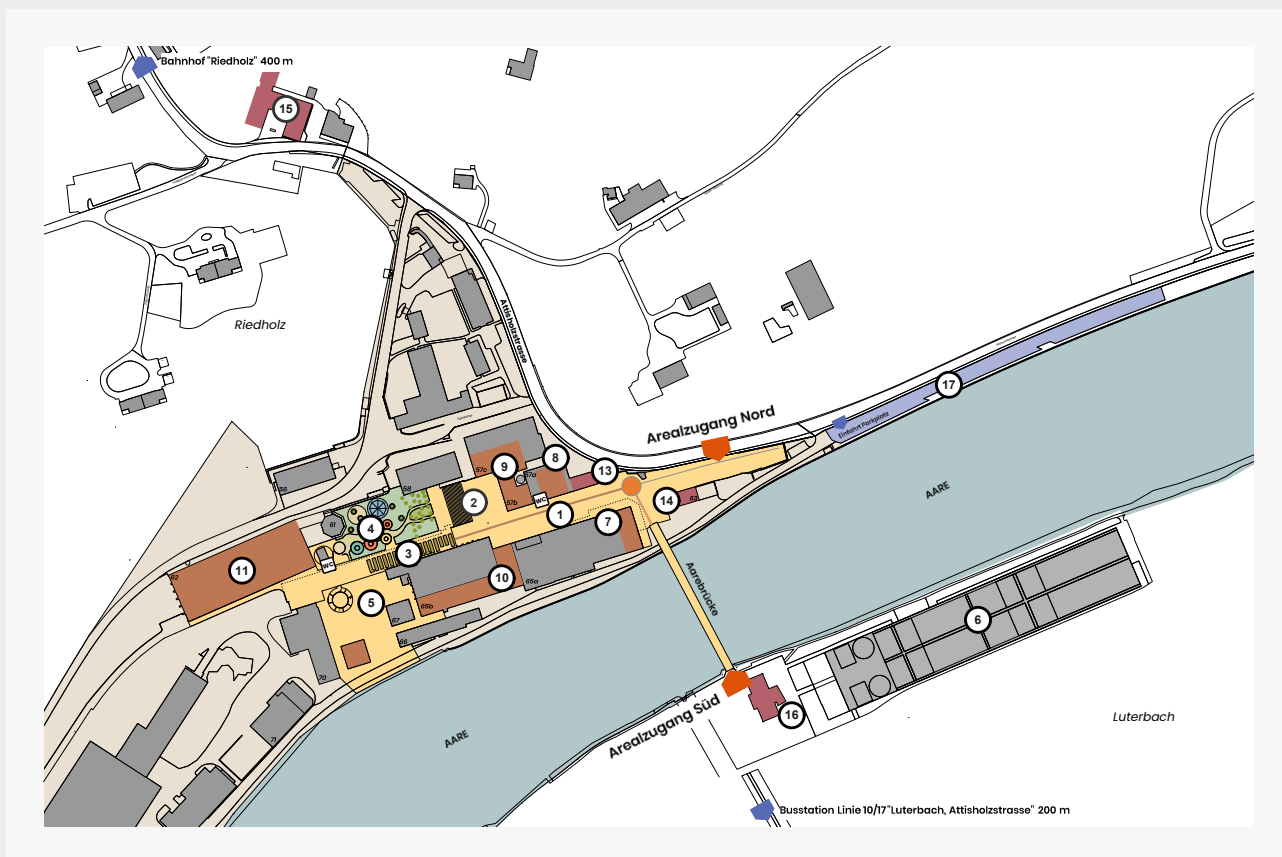 Bahnhof "Riedholz" 400 m
15
Riedholz
Attisholzstrasse
17
Einfahrt Parkplatz
Arealzugang Nord
AARE
56
58
57c
9
57a
8
13
57b
WC
2
1
14
63
7
61
4
3
WC
11
62
10
65a
65b
5
67
66
70
71
Aarebrücke
6
AARE
Arealzugang Süd
16
Luterbach
Busstation Linie 10/17 "Luterbach, Attisholzstrasse" 200 m